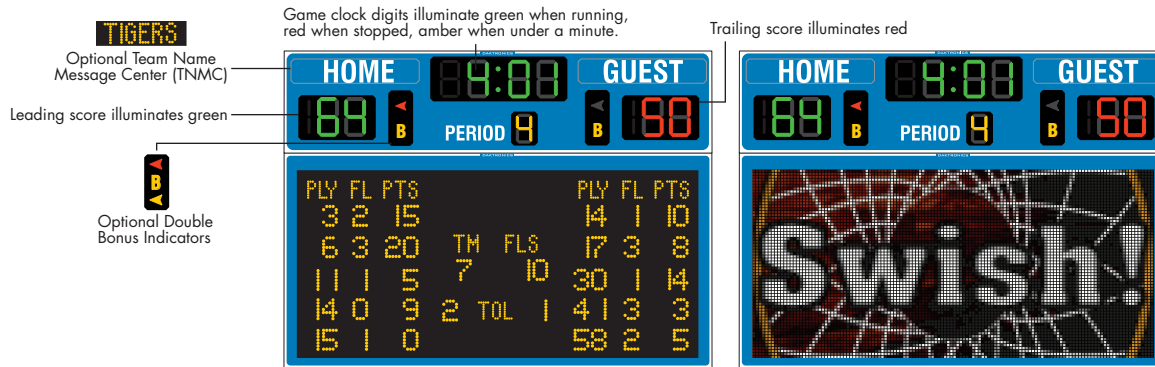 TIGERS
Optional Team Name
Message Center (TNMC)
Leading score illuminates green
B
Optional Double
Bonus Indicators
Game clock digits illuminate green when running,
red when stopped, amber when under a minute.
Trailing score illuminates red
HOME 4:01 GUEST
64 B PERIOD 4 B 50
PLY FL PTS PLY FL PTS
3 2 15 14 1 10
6 3 20 TM FLS 17 3 8
7 10
11 1 5 30 1 14
14 0 9 2 TOL 1 41 3 3
15 1 0 58 2 5
HOME 4:01 GUEST
64 B PERIOD 4 B 50
Swish!